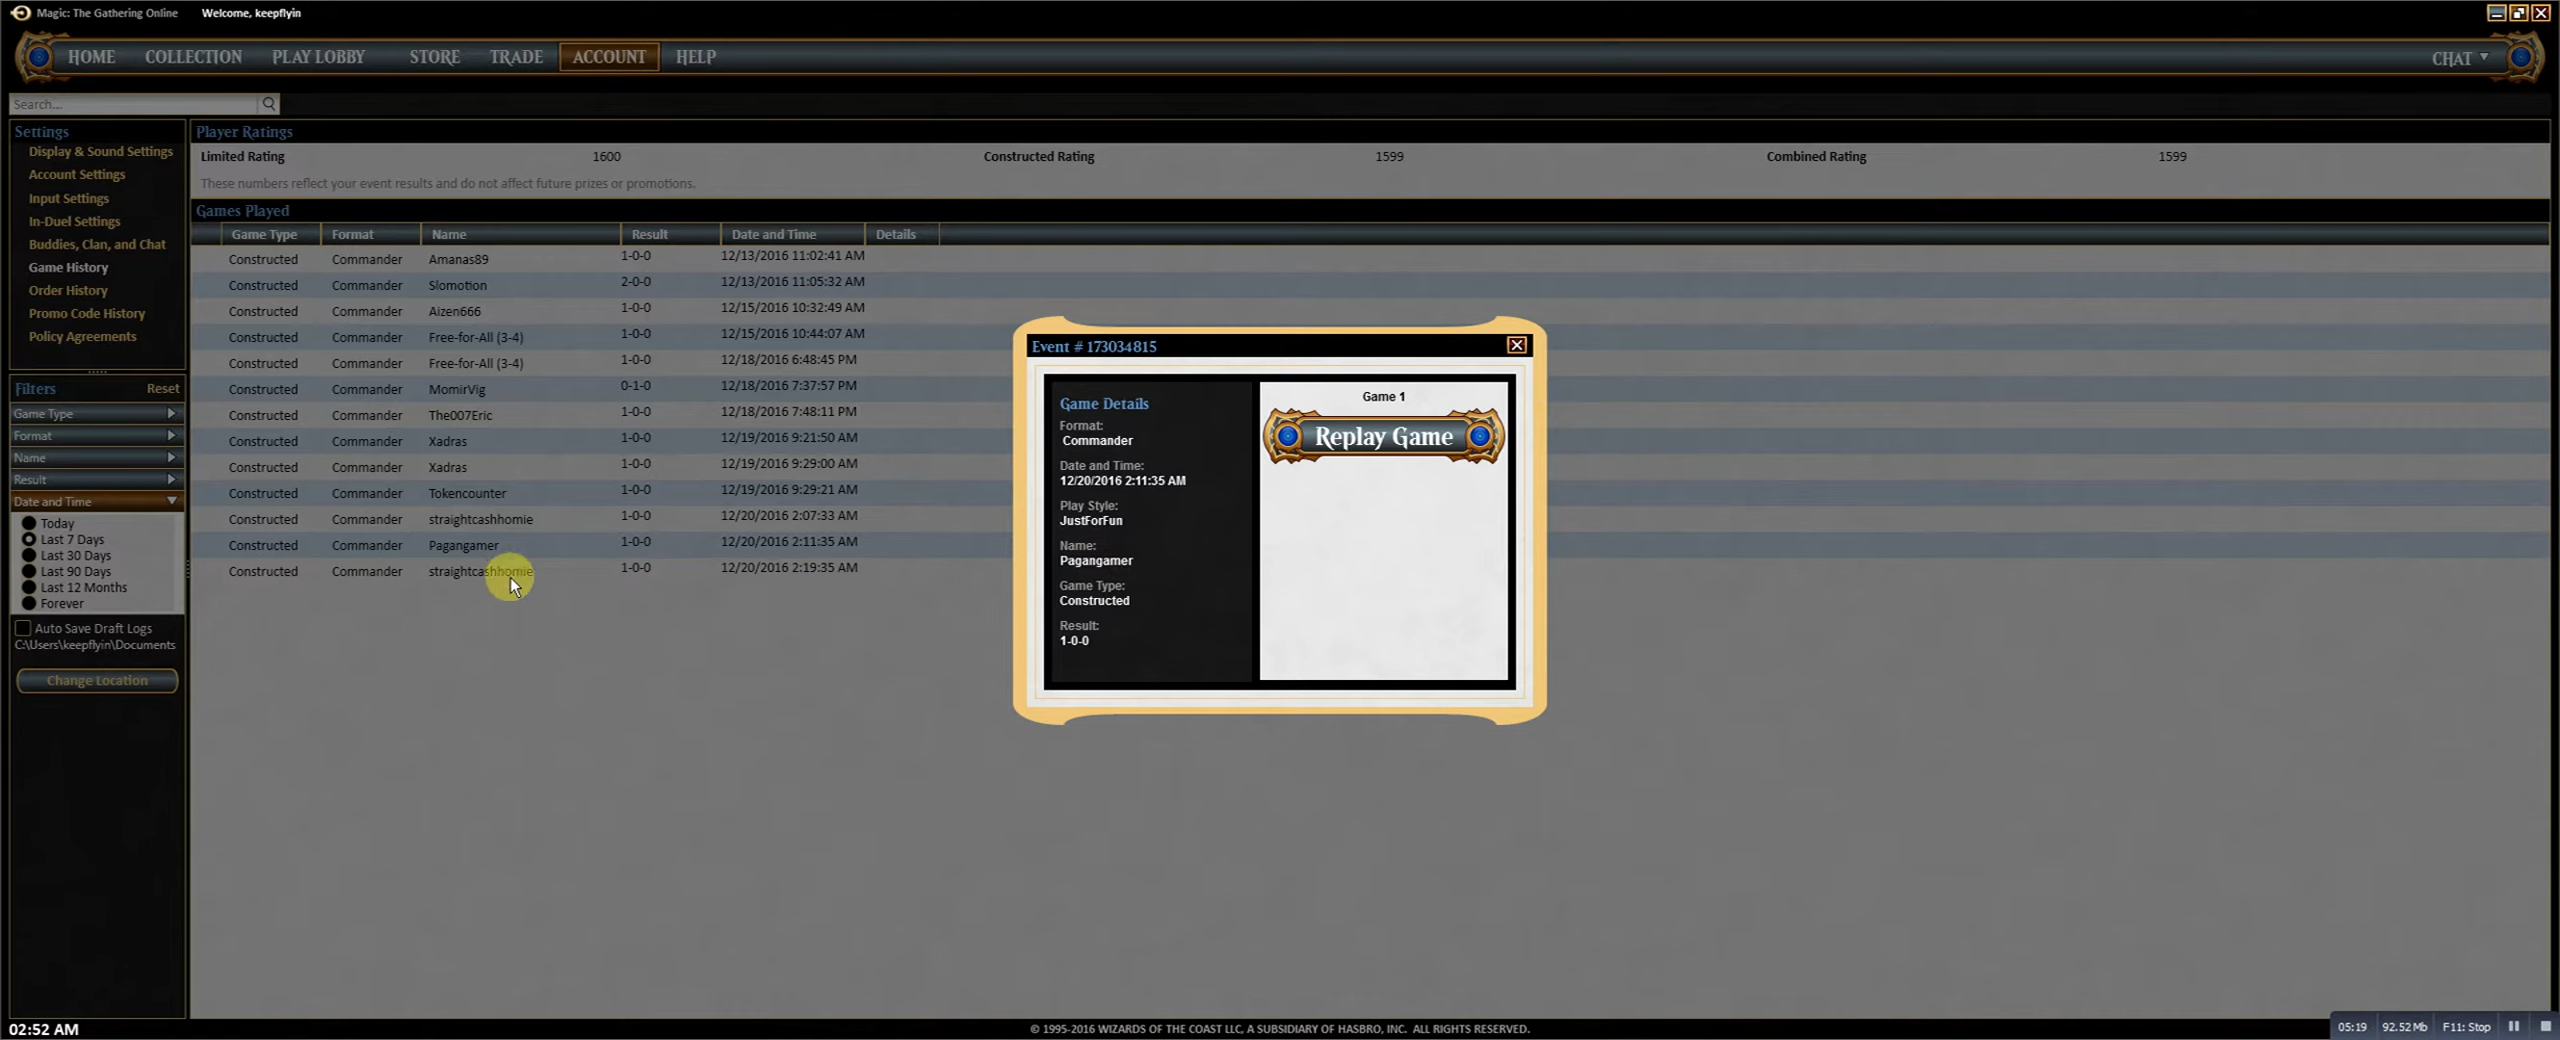 Magic: The Gathering Online Welcome, keepflyin
HOME COLLECTION PLAY LOBBY STORE TRADE ACCOUNT HELP CHAT
Search...
Settings
Display & Sound Settings
Account Settings
Input Settings
In-Duel Settings
Buddies, Clan, and Chat
Game History
Order History
Promo Code History
Policy Agreements
Filters Reset
Game Type
Format
Name
Result
Date and Time
Today
Last 7 Days
Last 30 Days
Last 90 Days
Last 12 Months
Forever
Auto Save Draft Logs
C:\Users\keepflyin\Documents
Change Location
Player Ratings
Limited Rating 1600 Constructed Rating 1599 Combined Rating 1599
These numbers reflect your event results and do not affect future prizes or promotions.
Games Played
Game Type Format Name Result Date and Time Details
Constructed Commander Amanas89 1-0-0 12/13/2016 11:02:41 AM
Constructed Commander Slomotion 2-0-0 12/13/2016 11:05:32 AM
Constructed Commander Aizen666 1-0-0 12/15/2016 10:32:49 AM
Constructed Commander Free-for-All (3-4) 1-0-0 12/15/2016 10:44:07 AM
Constructed Commander Free-for-All (3-4) 1-0-0 12/18/2016 6:48:45 PM
Constructed Commander MomirVig 0-1-0 12/18/2016 7:37:57 PM
Constructed Commander The007Eric 1-0-0 12/18/2016 7:48:11 PM
Constructed Commander Xadras 1-0-0 12/19/2016 9:21:50 AM
Constructed Commander Xadras 1-0-0 12/19/2016 9:29:00 AM
Constructed Commander Tokencounter 1-0-0 12/19/2016 9:29:21 AM
Constructed Commander straightcashhomie 1-0-0 12/20/2016 2:07:33 AM
Constructed Commander Pagangamer 1-0-0 12/20/2016 2:11:35 AM
Constructed Commander straightcashhomie 1-0-0 12/20/2016 2:19:35 AM
Event # 173034815
Game Details
Format:
Commander
Date and Time:
12/20/2016 2:11:35 AM
Play Style:
JustForFun
Name:
Pagangamer
Game Type:
Constructed
Result:
1-0-0
Game 1
Replay Game
02:52 AM
© 1995-2016 WIZARDS OF THE COAST LLC, A SUBSIDIARY OF HASBRO, INC. ALL RIGHTS RESERVED.
05:19 92.52 Mb F11: Stop